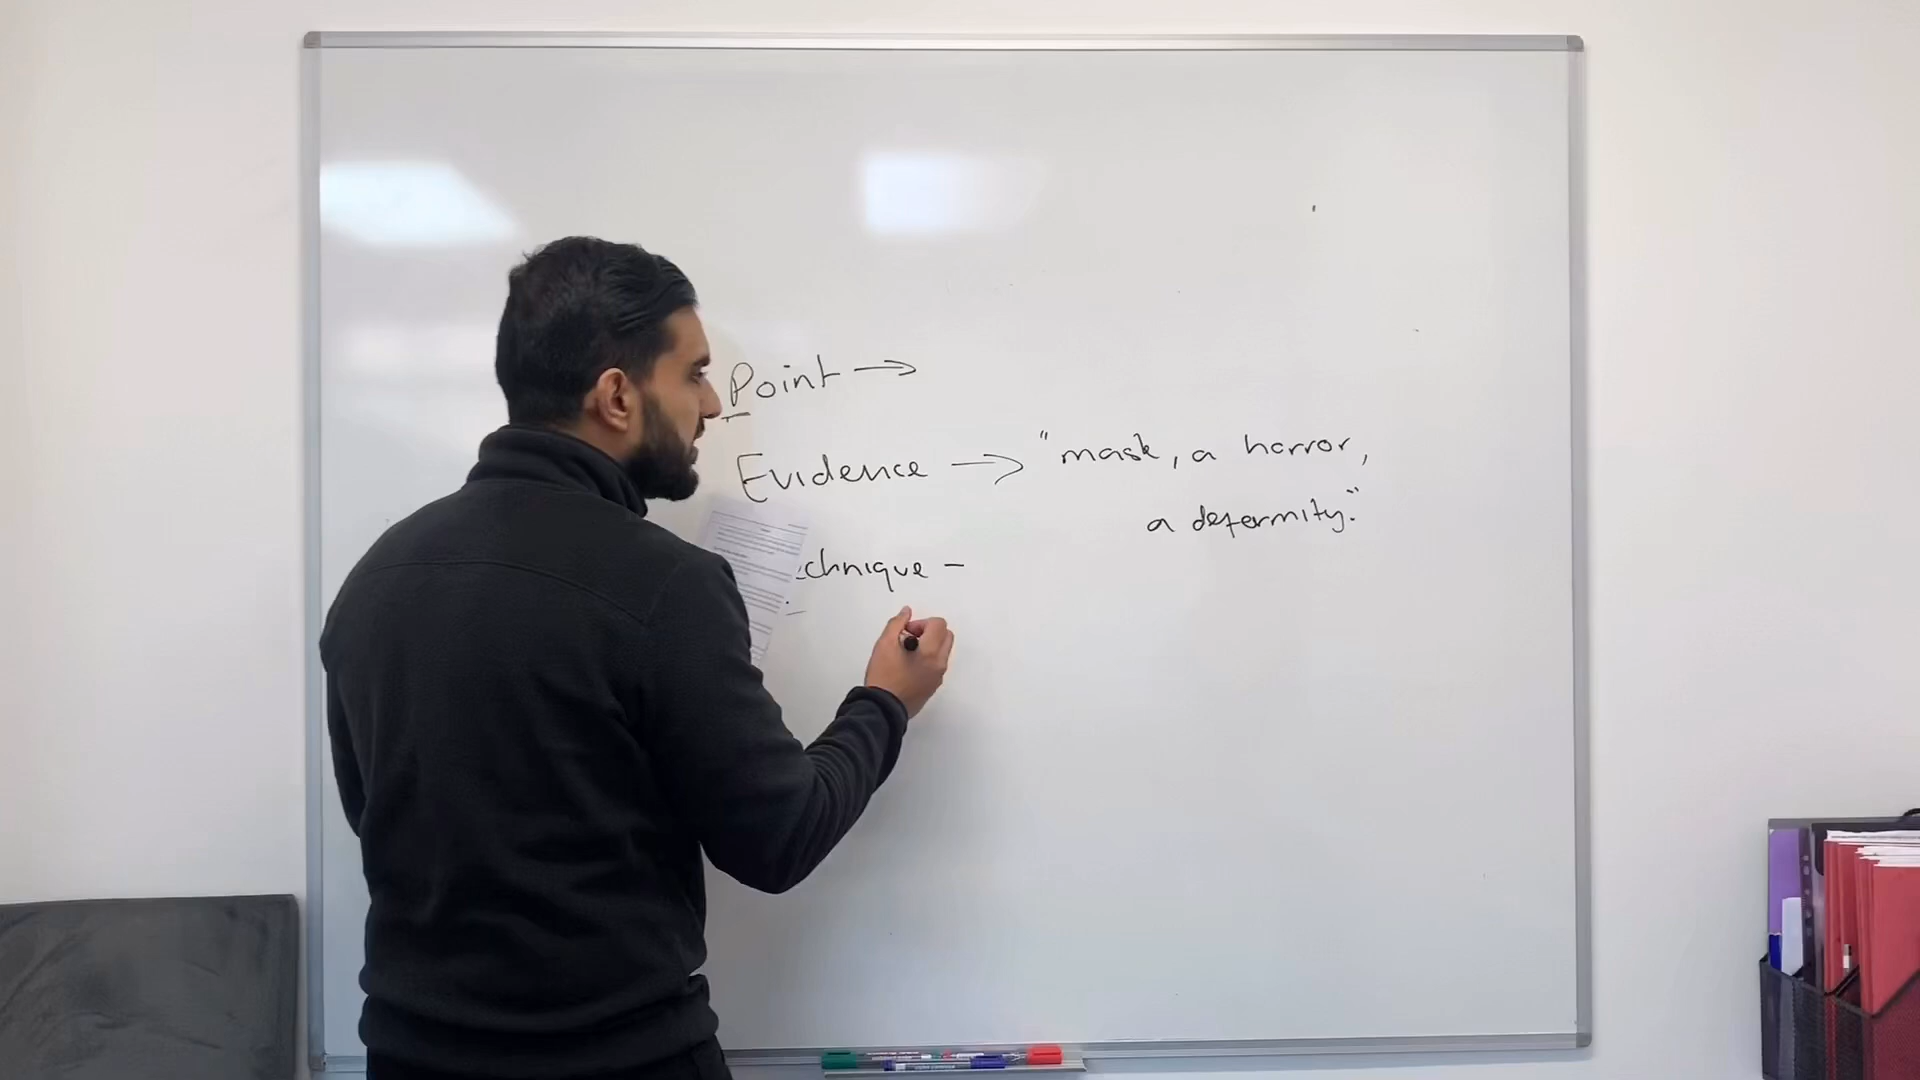 Point →
Evidence → "mask, a horror,
a deformity."
echnique -